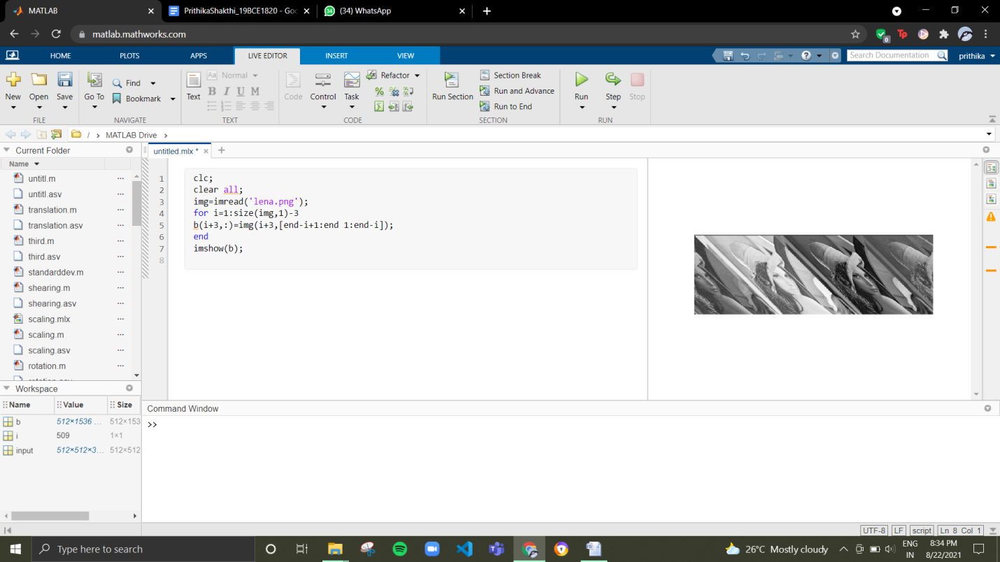 MATLAB
PrithikaShakthi_19BCE1820 - Goo
(34) WhatsApp
matlab.mathworks.com
HOME PLOTS APPS LIVE EDITOR INSERT VIEW
Search Documentation prithika
New Open Save
FILE
Go To Find Bookmark
NAVIGATE
Text Aa Normal
B I U M
TEXT
Code Control Task Refactor
CODE
Run Section Section Break
Run and Advance
Run to End
SECTION
Run Step Stop
RUN
/ › MATLAB Drive ›
Current Folder
Name
untitl.m
untitl.asv
translation.m
translation.asv
third.m
third.asv
standarddev.m
shearing.m
shearing.asv
scaling.mlx
scaling.m
scaling.asv
rotation.m
Workspace
Name Value Size
b 512×1536 ... 512×153
i 509 1×1
input 512×512×3... 512×512
untitled.mlx *
1 clc;
2 clear all;
3 img=imread('lena.png');
4 for i=1:size(img,1)-3
5 b(i+3,:)=img(i+3,[end-i+1:end 1:end-i]);
6 end
7 imshow(b);
8
Command Window
>>
UTF-8 LF script Ln 8 Col 1
Type here to search
26°C Mostly cloudy
ENG
IN
8:34 PM
8/22/2021